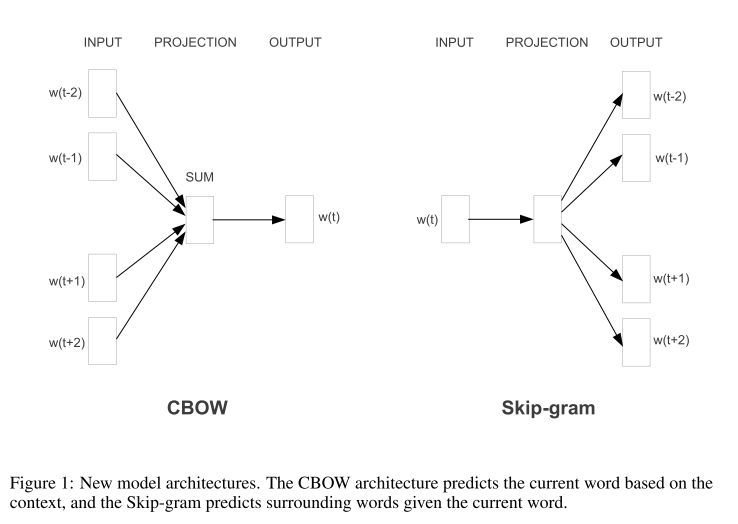 INPUT PROJECTION OUTPUT
w(t-2)
w(t-1)
SUM
w(t)
w(t+1)
w(t+2)
CBOW
INPUT PROJECTION OUTPUT
w(t-2)
w(t-1)
w(t)
w(t+1)
w(t+2)
Skip-gram
Figure 1: New model architectures. The CBOW architecture predicts the current word based on the
context, and the Skip-gram predicts surrounding words given the current word.